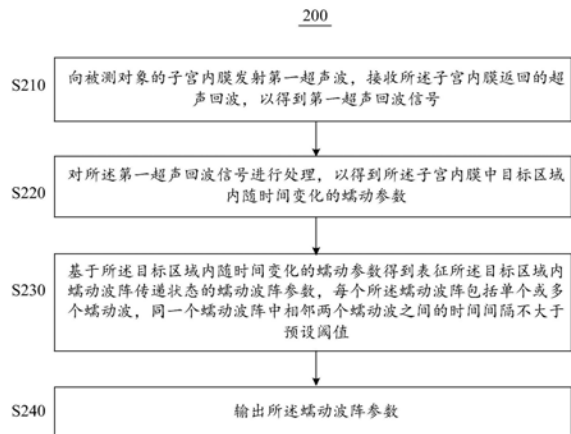 200
S210
向被测对象的子宫内膜发射第一超声波，接收所述子宫内膜返回的超
声回波，以得到第一超声回波信号
S220
对所述第一超声回波信号进行处理，以得到所述子宫内膜中目标区域
内随时间变化的蠕动参数
S230
基于所述目标区域内随时间变化的蠕动参数得到表征所述目标区域内
蠕动波阵传递状态的蠕动波阵参数，每个所述蠕动波阵包括单个或多
个蠕动波，同一个蠕动波阵中相邻两个蠕动波之间的时间间隔不大于
预设阈值
S240
输出所述蠕动波阵参数